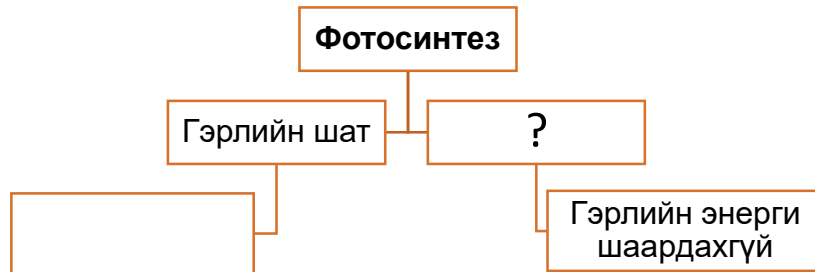 Фотосинтез
Гэрлийн шат
?
Гэрлийн энерги
шаардахгүй